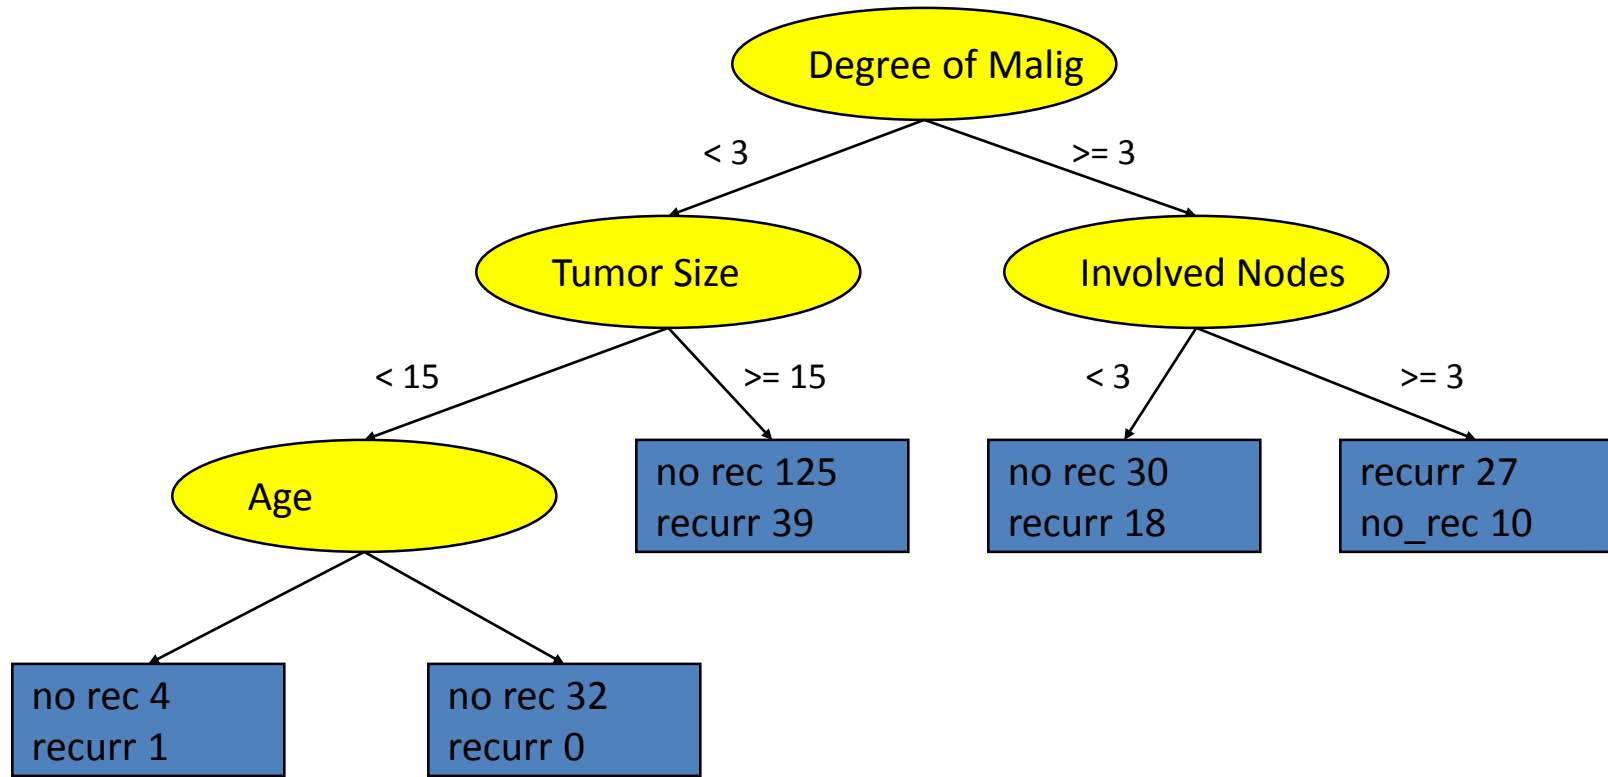 Degree of Malig
< 3
>= 3
Tumor Size
Involved Nodes
< 15
>= 15
< 3
>= 3
Age
no rec 125
recurr 39
no rec 30
recurr 18
recurr 27
no_rec 10
no rec 4
recurr 1
no rec 32
recurr 0